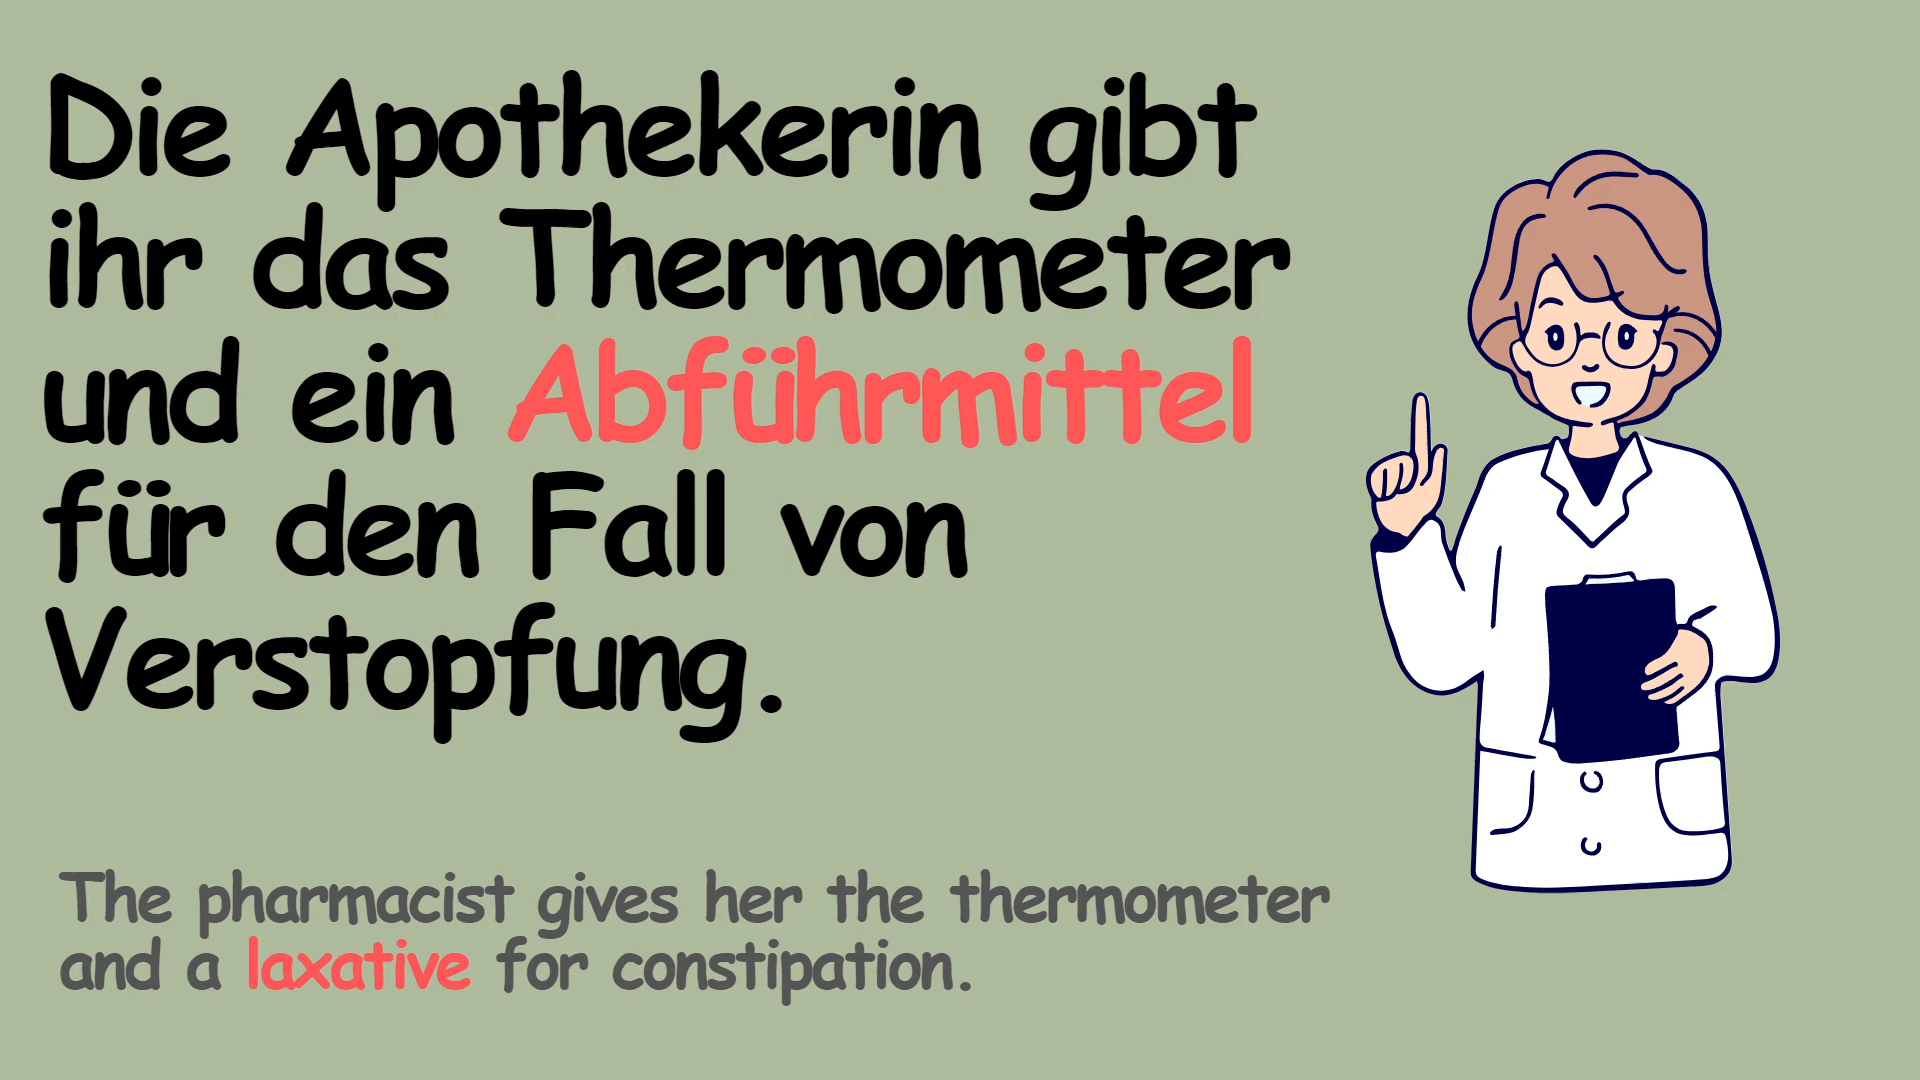 Die Apothekerin gibt
ihr das Thermometer
und ein Abführmittel
für den Fall von
Verstopfung.
The pharmacist gives her the thermometer
and a laxative for constipation.